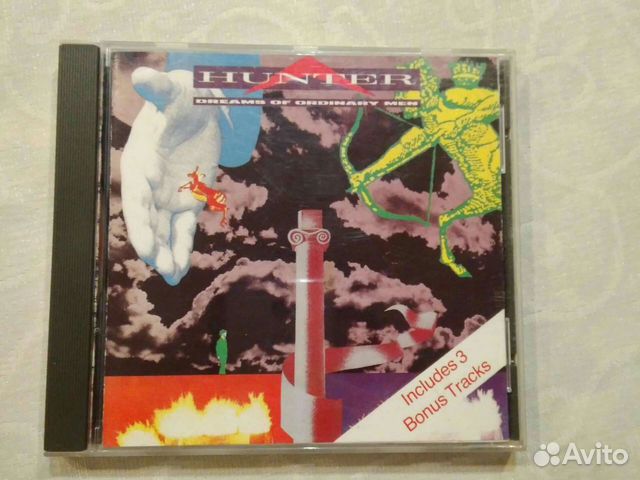 HUNTER
DREAMS OF ORDINARY MEN
Includes 3
Bonus Tracks
Avito